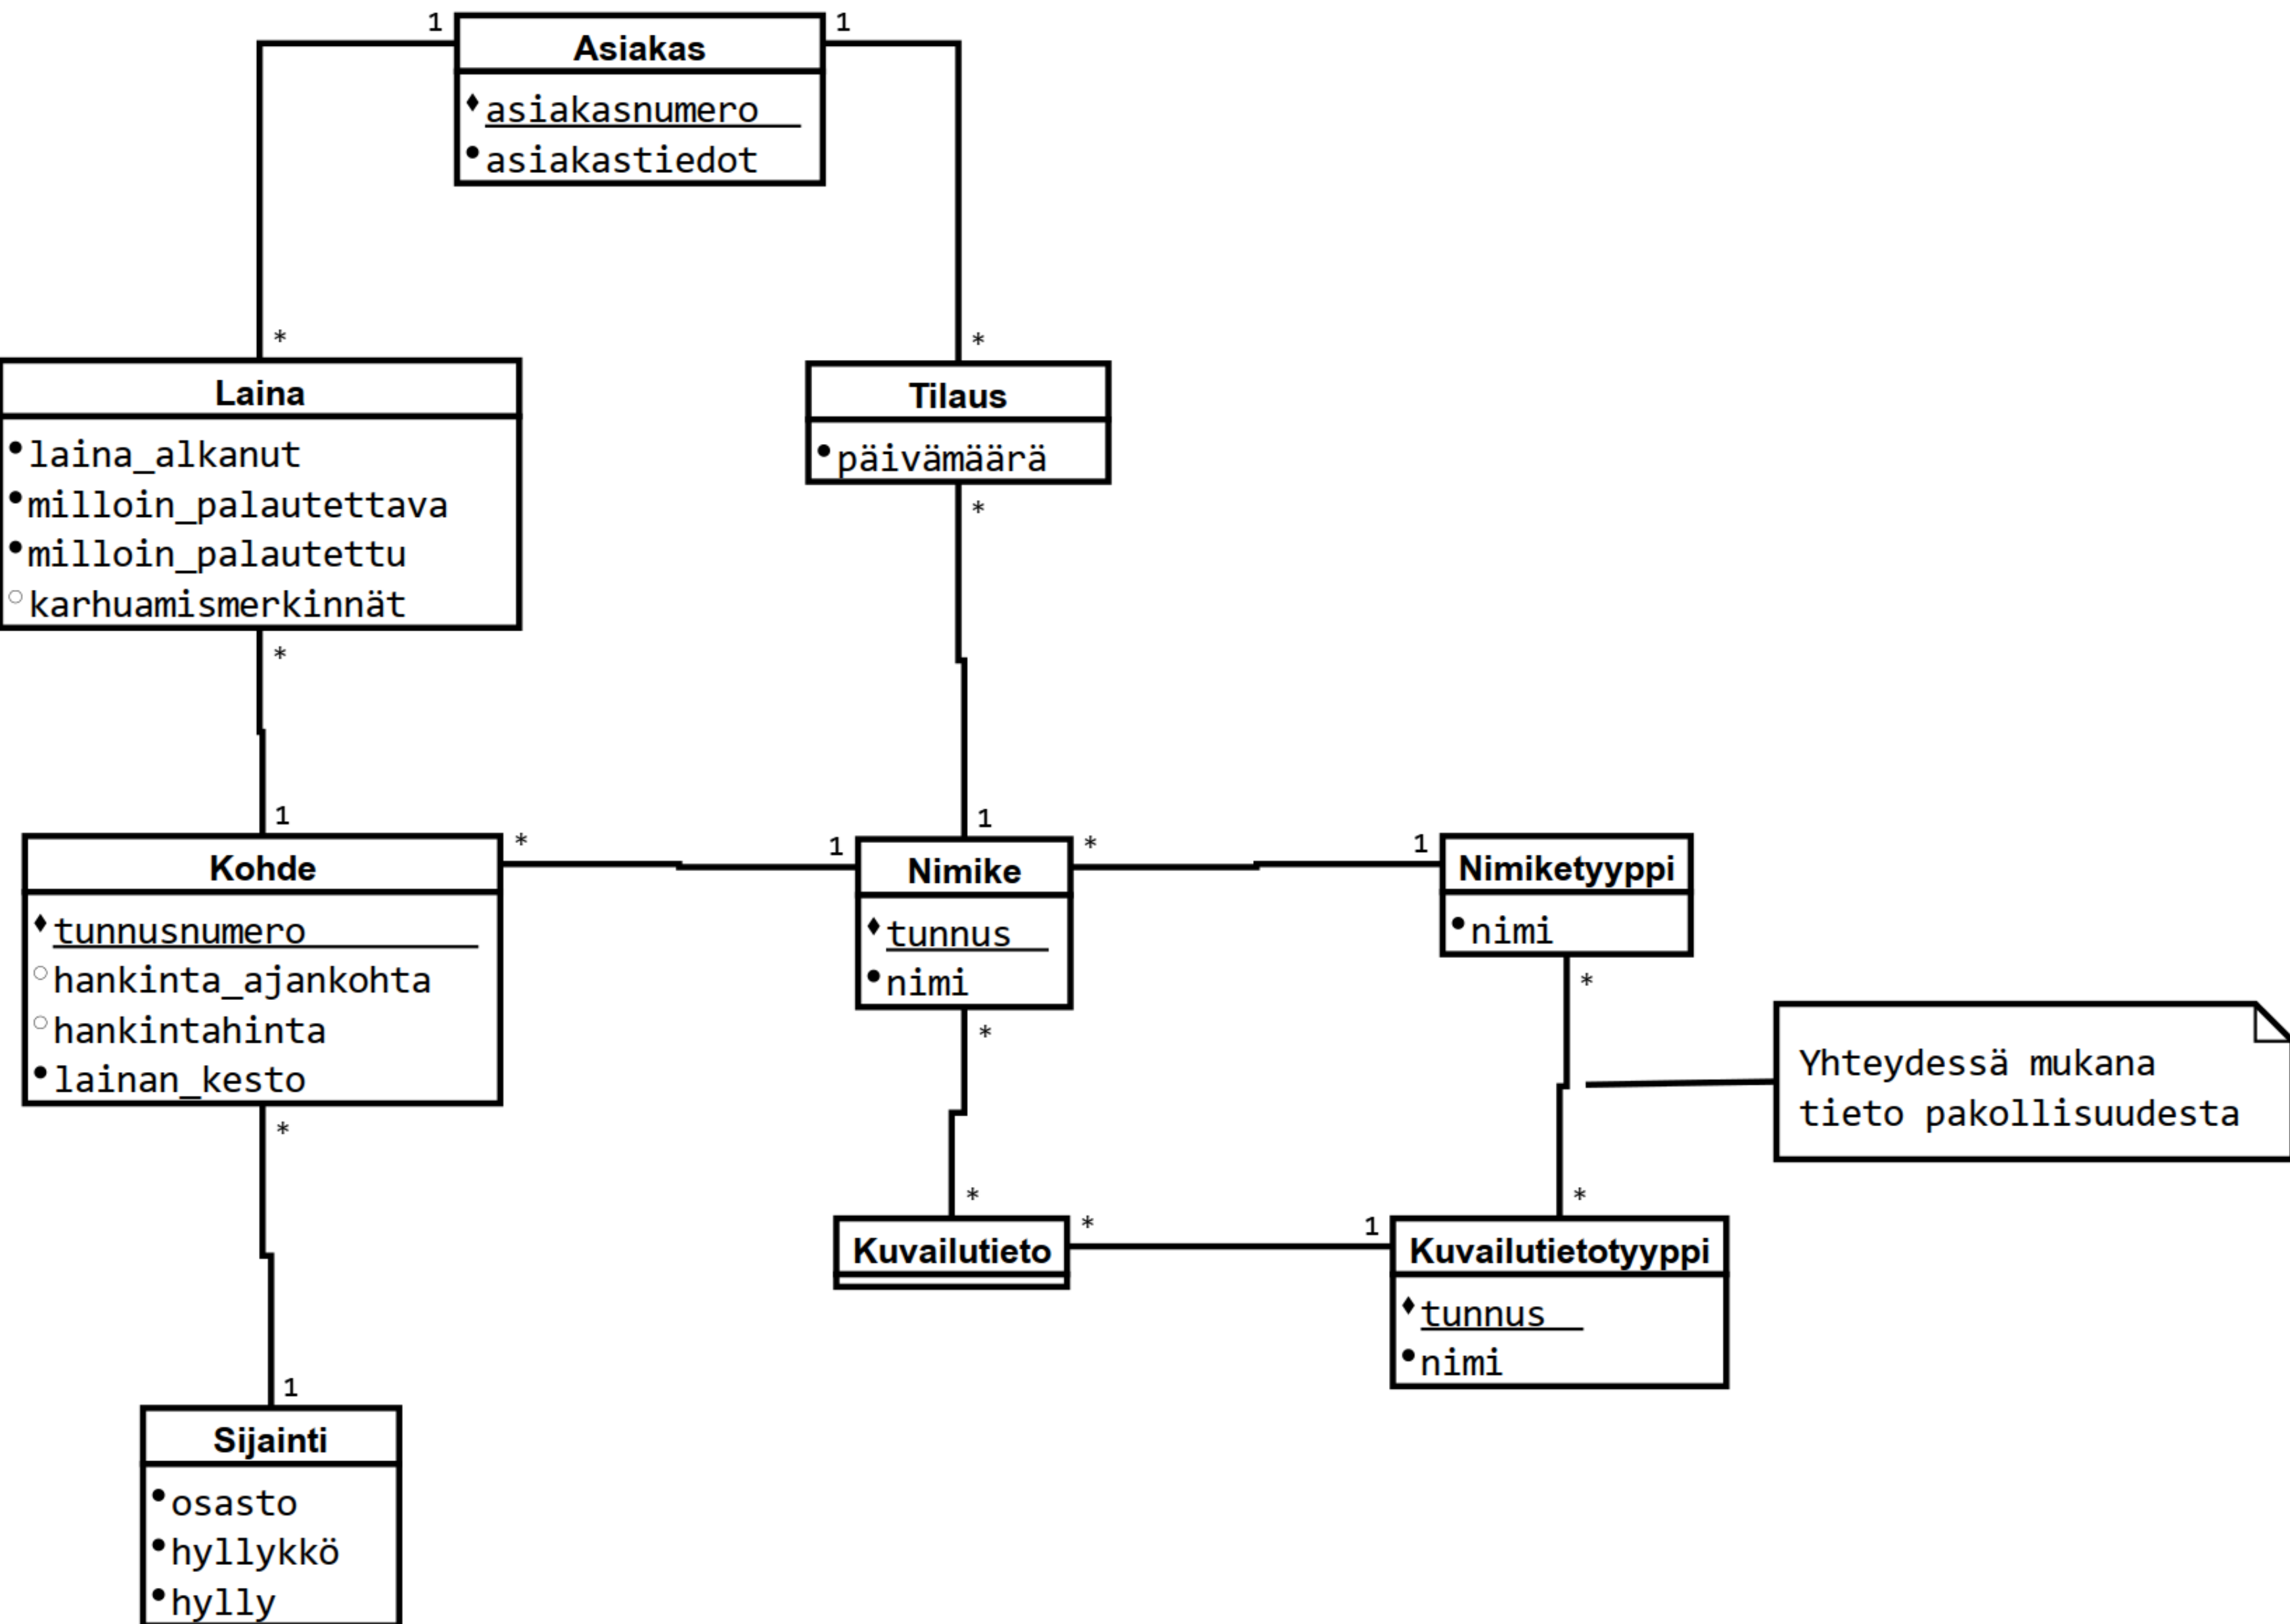 1
1
Asiakas
asiakasnumero
asiakastiedot
*
*
Laina
laina_alkanut
milloin_palautettava
milloin_palautettu
karhuamismerkinnät
*
Tilaus
päivämäärä
*
1
Kohde
tunnusnumero
hankinta_ajankohta
hankintahinta
lainan_kesto
*
*
1
1
Nimike
tunnus
nimi
*
*
1
Nimiketyyppi
nimi
*
Yhteydessä mukana
tieto pakollisuudesta
*
Kuvailutieto
*
1
*
Kuvailutietotyyppi
tunnus
nimi
1
Sijainti
osasto
hyllykkö
hylly